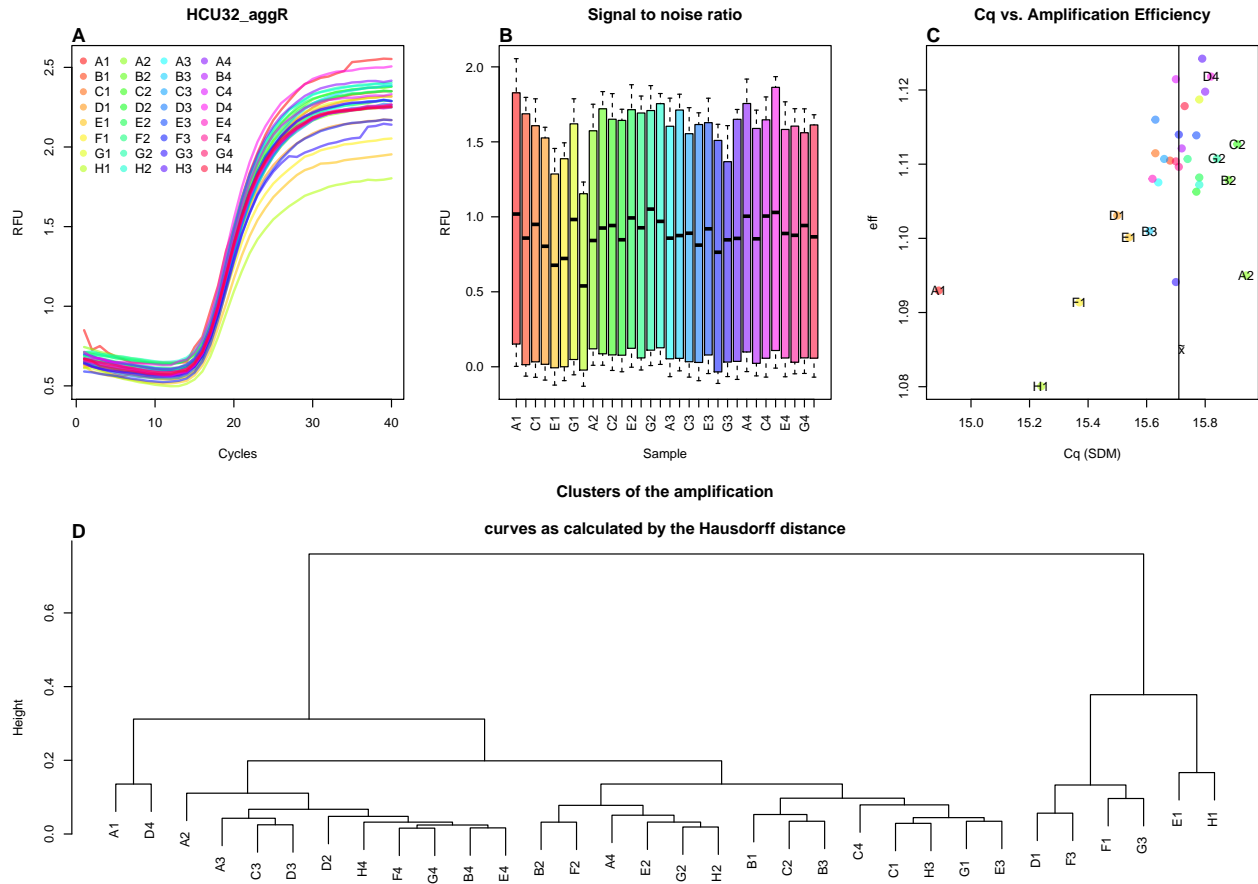 HCU32_aggR
A
A1 A2 A3 A4
B1 B2 B3 B4
C1 C2 C3 C4
D1 D2 D3 D4
E1 E2 E3 E4
F1 F2 F3 F4
G1 G2 G3 G4
H1 H2 H3 H4
RFU
2.5
2.0
1.5
1.0
0.5
0 10 20 30 40
Cycles
Signal to noise ratio
B
RFU
2.0
1.5
1.0
0.5
0.0
A1 C1 E1 G1 A2 C2 E2 G2 A3 C3 E3 G3 A4 C4 E4 G4
Sample
Cq vs. Amplification Efficiency
C
eff
1.12
1.11
1.10
1.09
1.08
D4
C2
G2
B2
D1
B3
E1
A2
A1
F1
x
H1
15.0 15.2 15.4 15.6 15.8
Cq (SDM)
Clusters of the amplification
curves as calculated by the Hausdorff distance
D
Height
0.6
0.4
0.2
0.0
A1 D4 A2 A3 C3 D3 D2 H4 F4 G4 B4 E4 B2 F2 A4 E2 G2 H2 B1 C2 B3 C4 C1 H3 G1 E3 D1 F3 F1 G3 E1 H1